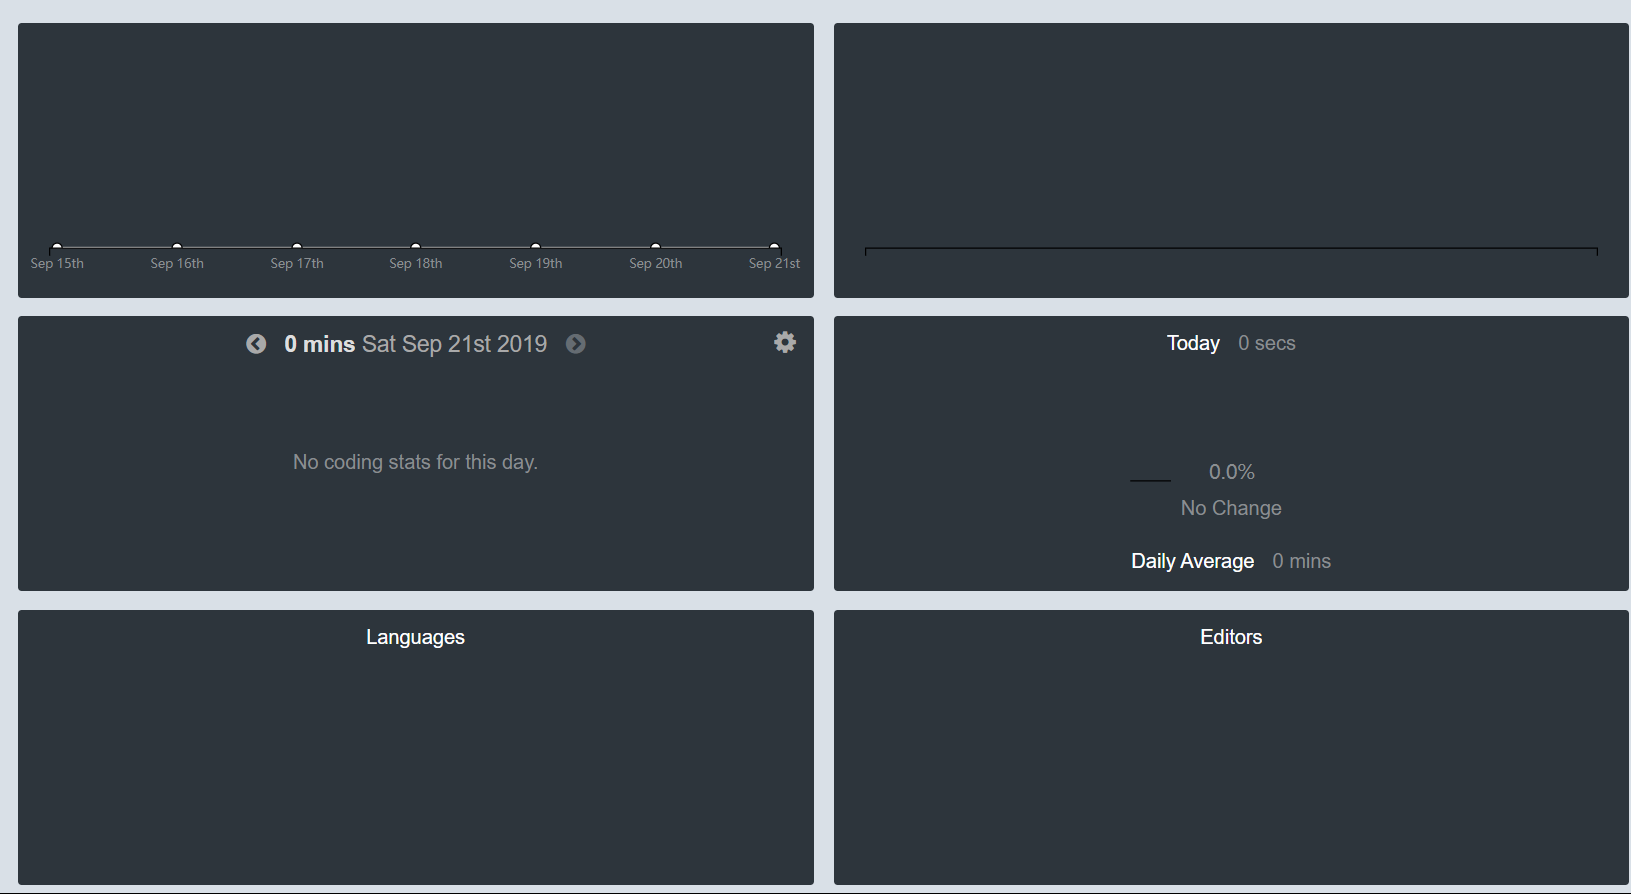 Sep 15th Sep 16th Sep 17th Sep 18th Sep 19th Sep 20th Sep 21st
0 mins Sat Sep 21st 2019
No coding stats for this day.
Today 0 secs
0.0%
No Change
Daily Average 0 mins
Languages
Editors